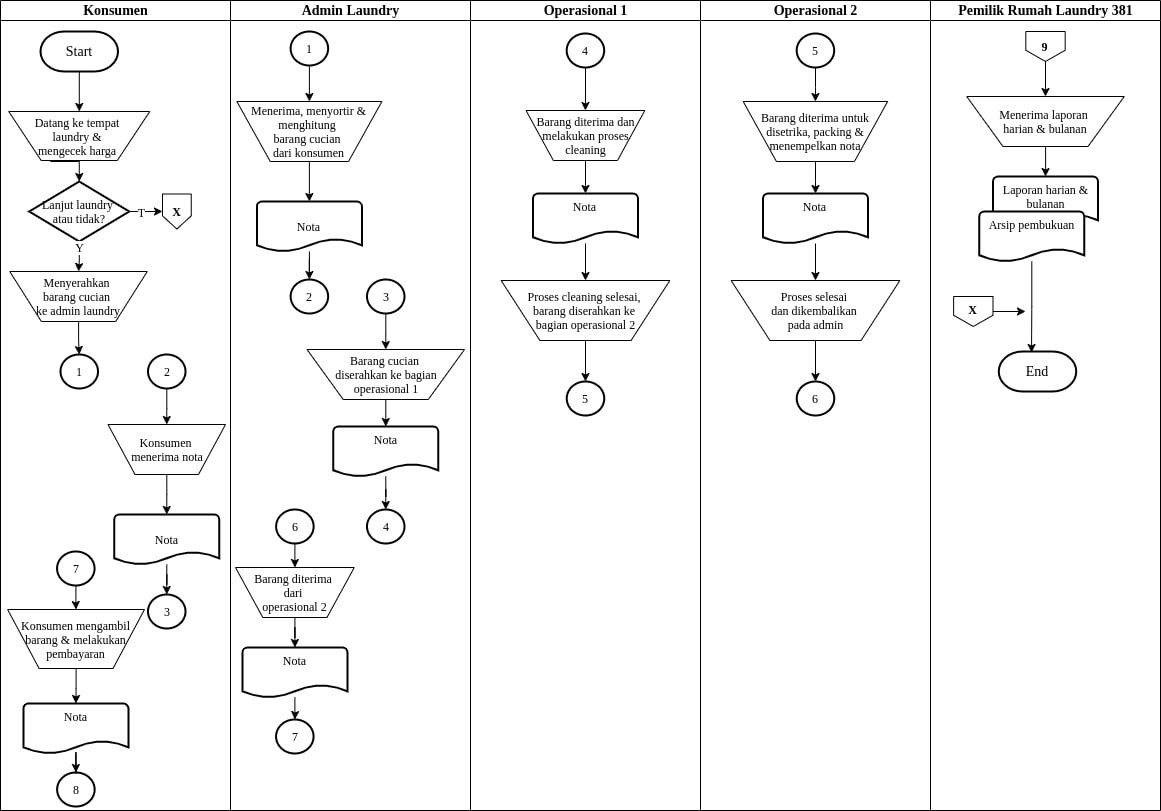 Konsumen
Start
Datang ke tempat
laundry &
mengecek harga
Lanjut laundry
atau tidak?
T
X
Y
Menyerahkan
barang cucian
ke admin laundry
1
2
Konsumen
menerima nota
Nota
3
7
Konsumen mengambil
barang & melakukan
pembayaran
Nota
8
Admin Laundry
1
Menerima, menyortir &
menghitung
barang cucian
dari konsumen
Nota
2
3
Barang cucian
diserahkan ke bagian
operasional 1
Nota
4
6
Barang diterima
dari
operasional 2
Nota
7
Operasional 1
4
Barang diterima dan
melakukan proses
cleaning
Nota
Proses cleaning selesai,
barang diserahkan ke
bagian operasional 2
5
Operasional 2
5
Barang diterima untuk
disetrika, packing &
menempelkan nota
Nota
Proses selesai
dan dikembalikan
pada admin
6
Pemilik Rumah Laundry 381
9
Menerima laporan
harian & bulanan
Laporan harian &
bulanan
Arsip pembukuan
X
End